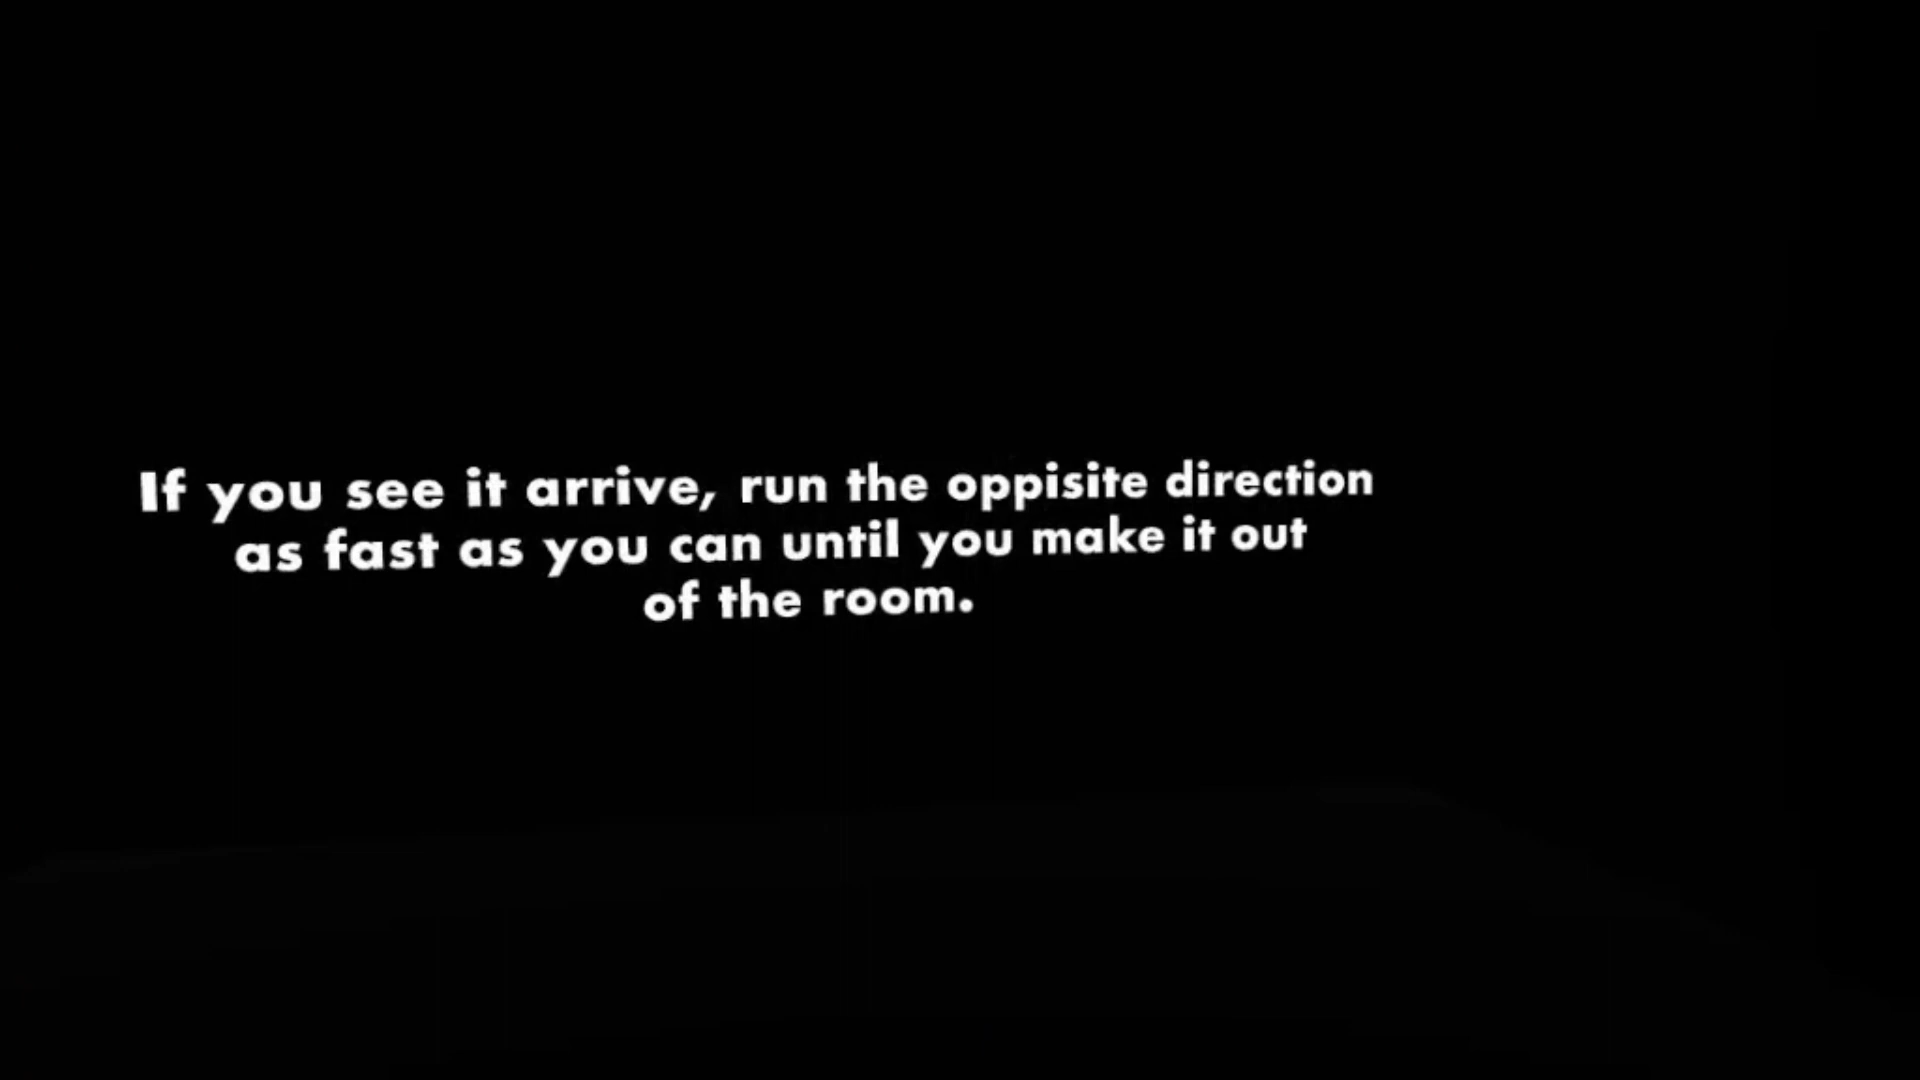 If you see it arrive, run the oppisite direction
as fast as you can until you make it out
of the room.